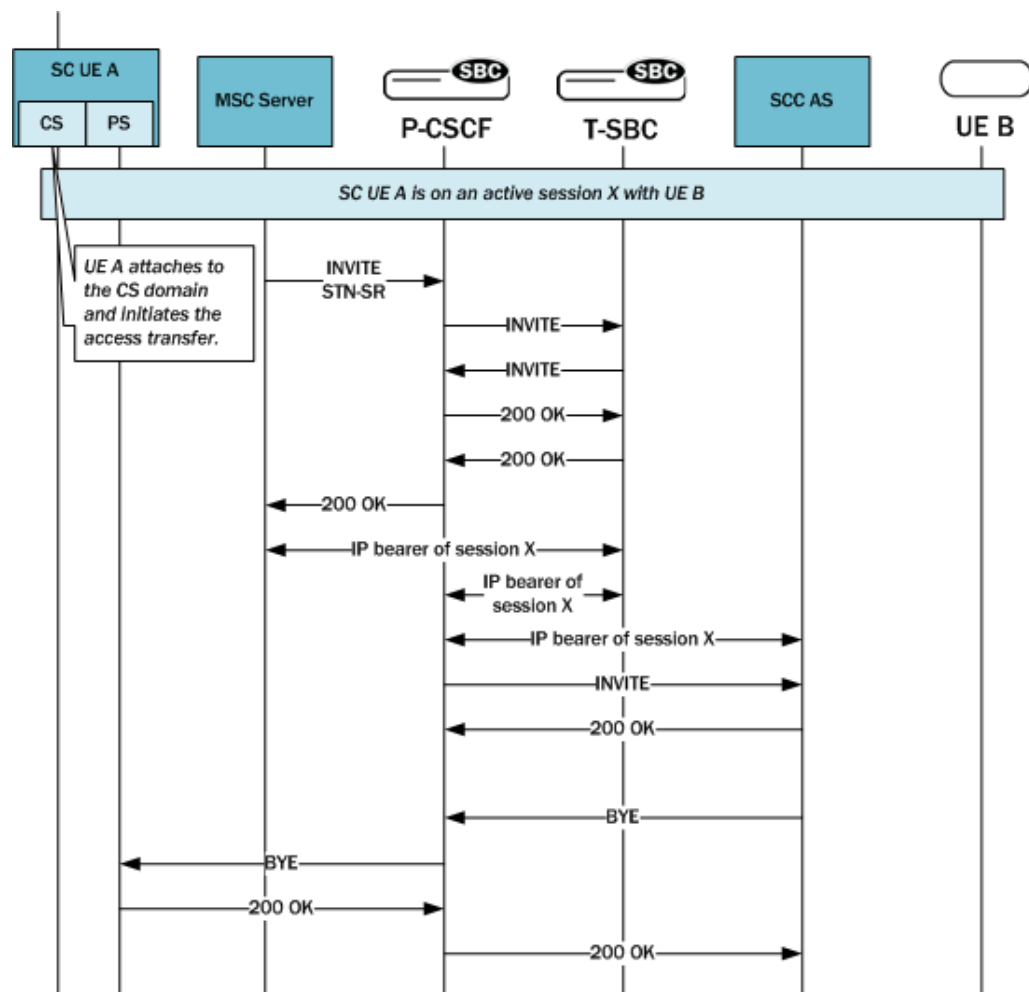 SC UE A
CS
PS
MSC Server
SBC
P-CSCF
SBC
T-SBC
SCC AS
UE B
SC UE A is on an active session X with UE B
UE A attaches to
the CS domain
and initiates the
access transfer.
INVITE
STN-SR
INVITE
INVITE
200 OK
200 OK
200 OK
IP bearer of session X
IP bearer of
session X
IP bearer of session X
INVITE
200 OK
BYE
BYE
200 OK
200 OK